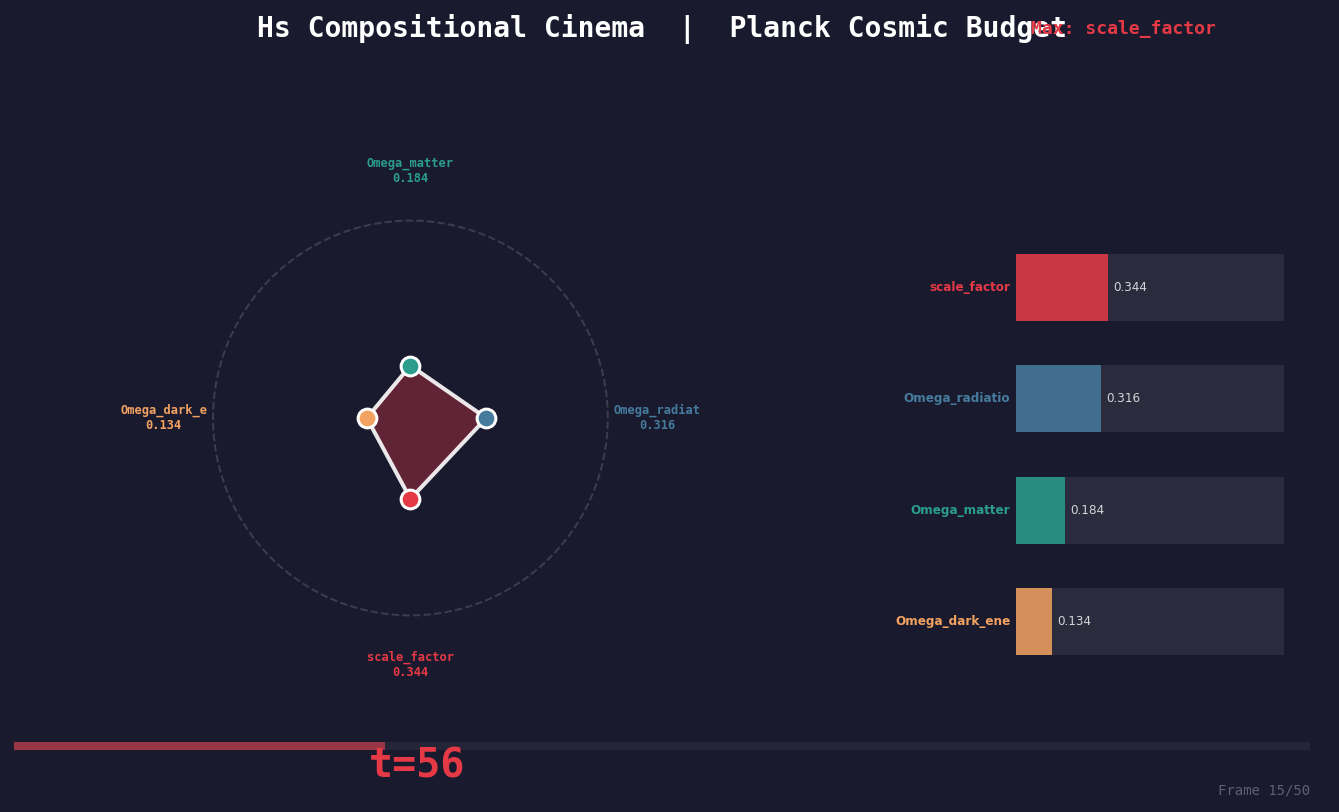 Hs Compositional Cinema | Planck Cosmic Budget
Max: scale_factor
Omega_matter
0.184
Omega_dark_e
0.134
Omega_radiat
0.316
scale_factor
0.344
scale_factor
0.344
Omega_radiatio
0.316
Omega_matter
0.184
Omega_dark_ene
0.134
t=56
Frame 15/50